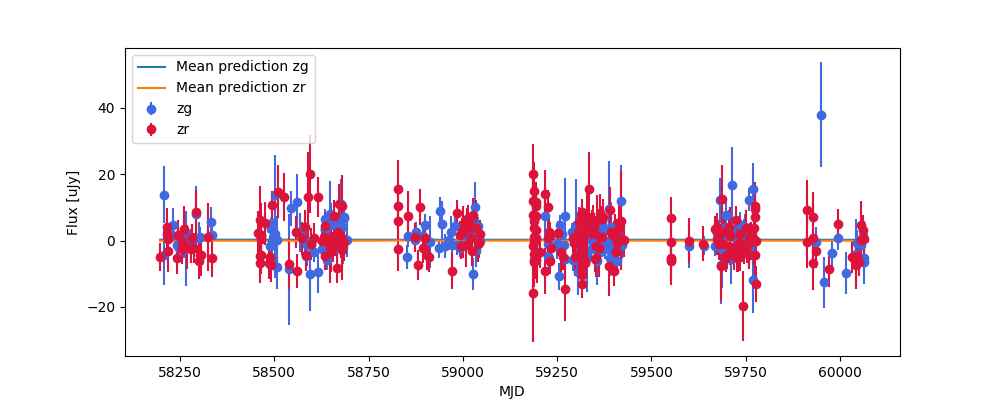 Mean prediction zg
Mean prediction zr
zg
zr
Flux [uJy]
40
20
0
−20
58250 58500 58750 59000 59250 59500 59750 60000
MJD